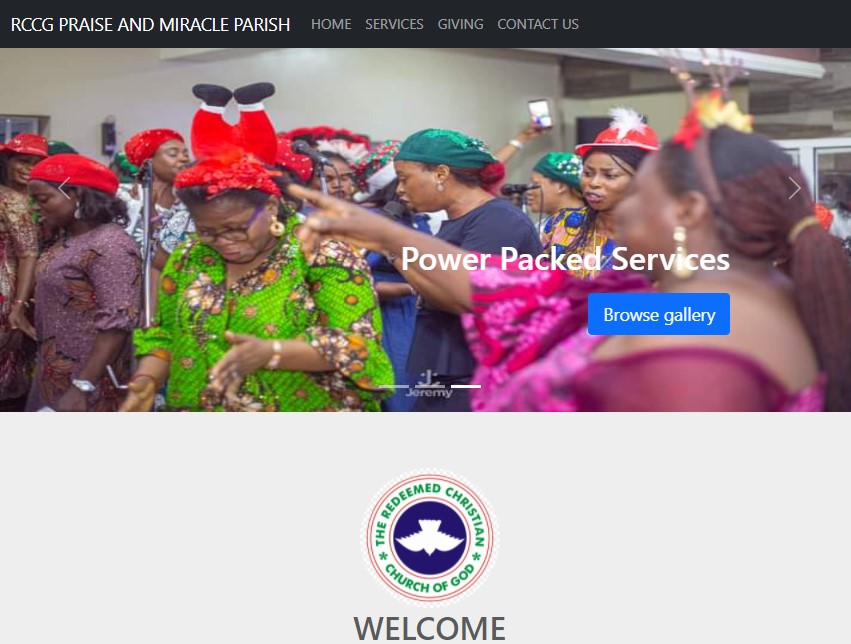 RCCG PRAISE AND MIRACLE PARISH HOME SERVICES GIVING CONTACT US
Power Packed Services
Browse gallery
Jeremy
THE REDEEMED CHRISTIAN
CHURCH OF GOD
WELCOME